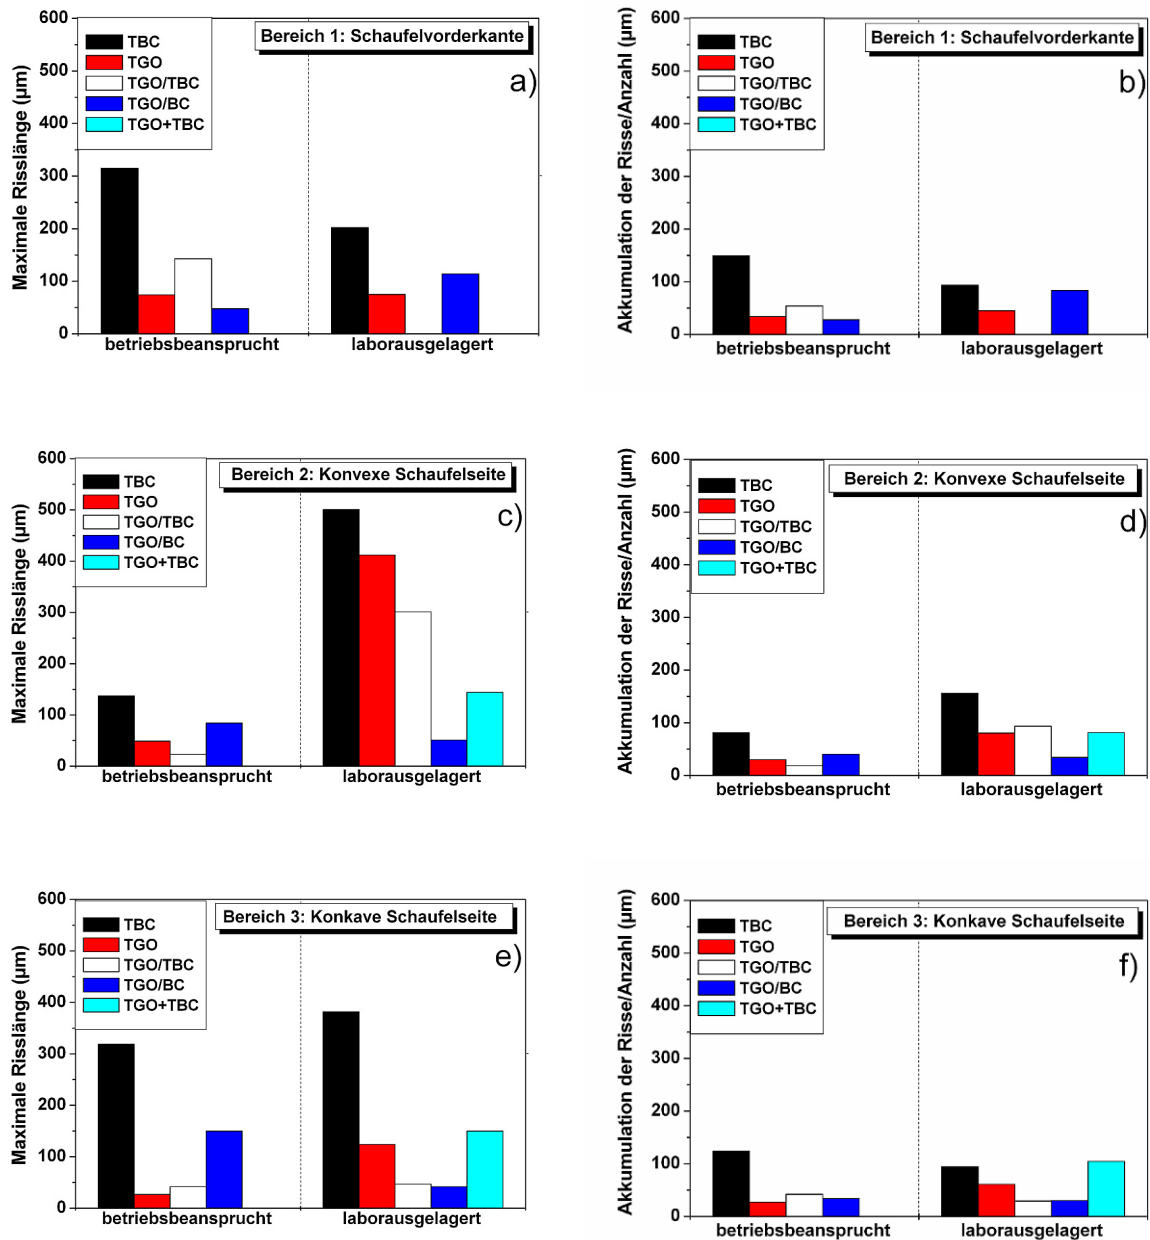 Maximale Risslänge (µm)
600
500
400
300
200
100
0
TBC
TGO
TGO/TBC
TGO/BC
TGO+TBC
Bereich 1: Schaufelvorderkante
a)
betriebsbeansprucht
laborausgelagert
Akkumulation der Risse/Anzahl (µm)
600
500
400
300
200
100
0
TBC
TGO
TGO/TBC
TGO/BC
TGO+TBC
Bereich 1: Schaufelvorderkante
b)
betriebsbeansprucht
laborausgelagert
Maximale Risslänge (µm)
600
500
400
300
200
100
0
TBC
TGO
TGO/TBC
TGO/BC
TGO+TBC
Bereich 2: Konvexe Schaufelseite
c)
betriebsbeansprucht
laborausgelagert
Akkumulation der Risse/Anzahl (µm)
600
500
400
300
200
100
0
TBC
TGO
TGO/TBC
TGO/BC
TGO+TBC
Bereich 2: Konvexe Schaufelseite
d)
betriebsbeansprucht
laborausgelagert
Maximale Risslänge (µm)
600
500
400
300
200
100
0
TBC
TGO
TGO/TBC
TGO/BC
TGO+TBC
Bereich 3: Konkave Schaufelseite
e)
betriebsbeansprucht
laborausgelagert
Akkumulation der Risse/Anzahl (µm)
600
500
400
300
200
100
0
TBC
TGO
TGO/TBC
TGO/BC
TGO+TBC
Bereich 3: Konkave Schaufelseite
f)
betriebsbeansprucht
laborausgelagert